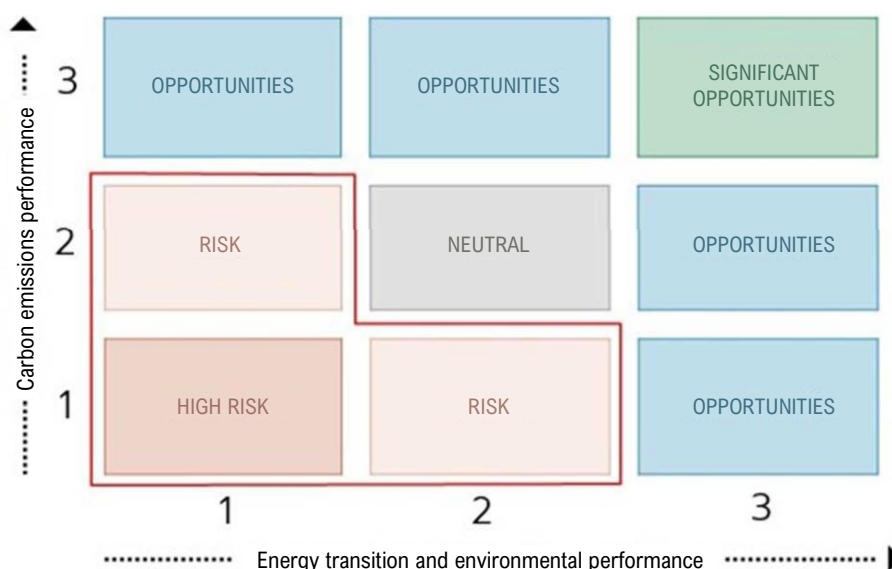 3
OPPORTUNITIES
OPPORTUNITIES
SIGNIFICANT
OPPORTUNITIES
Carbon emissions performance
2
RISK
NEUTRAL
OPPORTUNITIES
1
HIGH RISK
RISK
OPPORTUNITIES
1
2
3
Energy transition and environmental performance